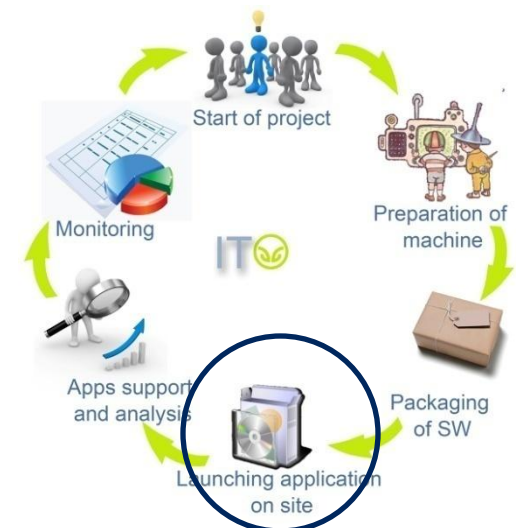 Start of project
Preparation of
machine
Packaging
of SW
Launching application
on site
Apps support
and analysis
Monitoring
IT